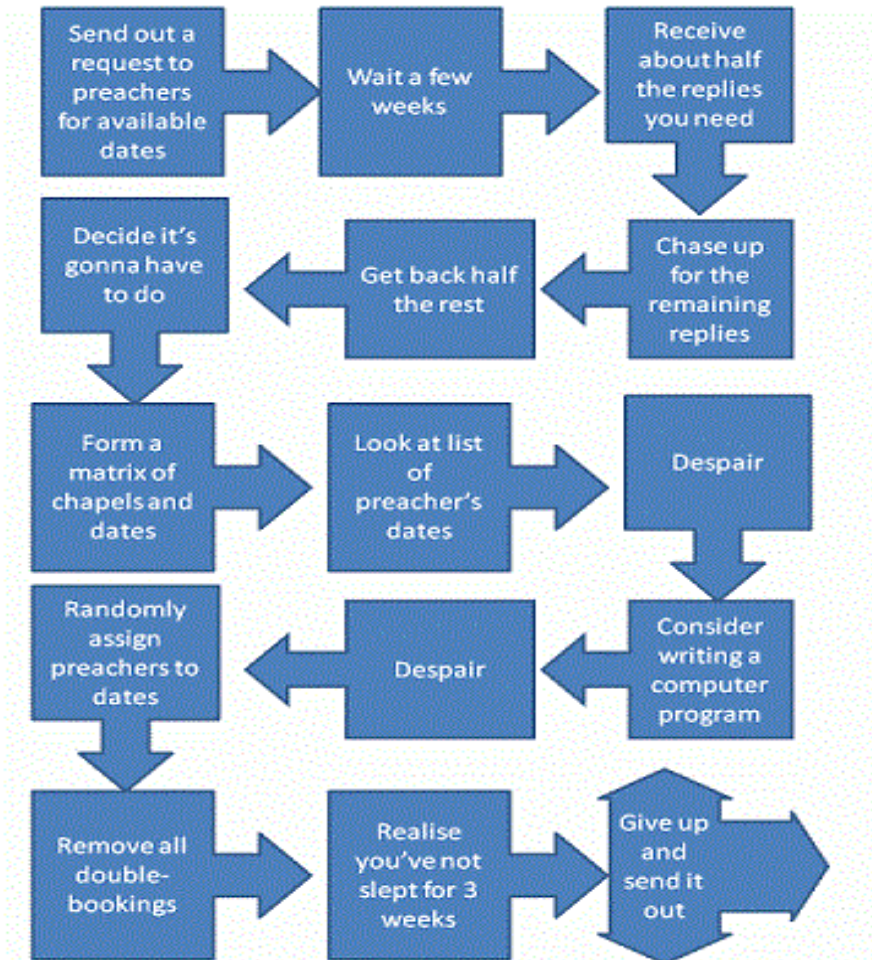 Send out a
request to
preachers
for available
dates
Wait a few
weeks
Receive
about half
the replies
you need
Chase up
for the
remaining
replies
Get back half
the rest
Decide it's
gonna have
to do
Form a
matrix of
chapels and
dates
Look at list
of
preacher's
dates
Despair
Consider
writing a
computer
program
Despair
Randomly
assign
preachers to
dates
Remove all
double-
bookings
Realise
you've not
slept for 3
weeks
Give up
and
send it
out